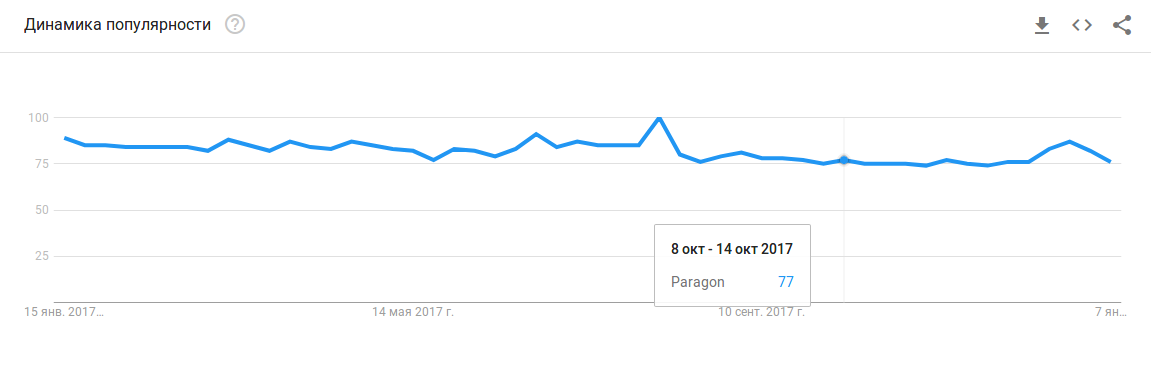 Динамика популярности ?
100
75
50
25
8 окт - 14 окт 2017
Paragon 77
15 янв. 2017… 14 мая 2017 г. 10 сент. 2017 г. 7 ян…